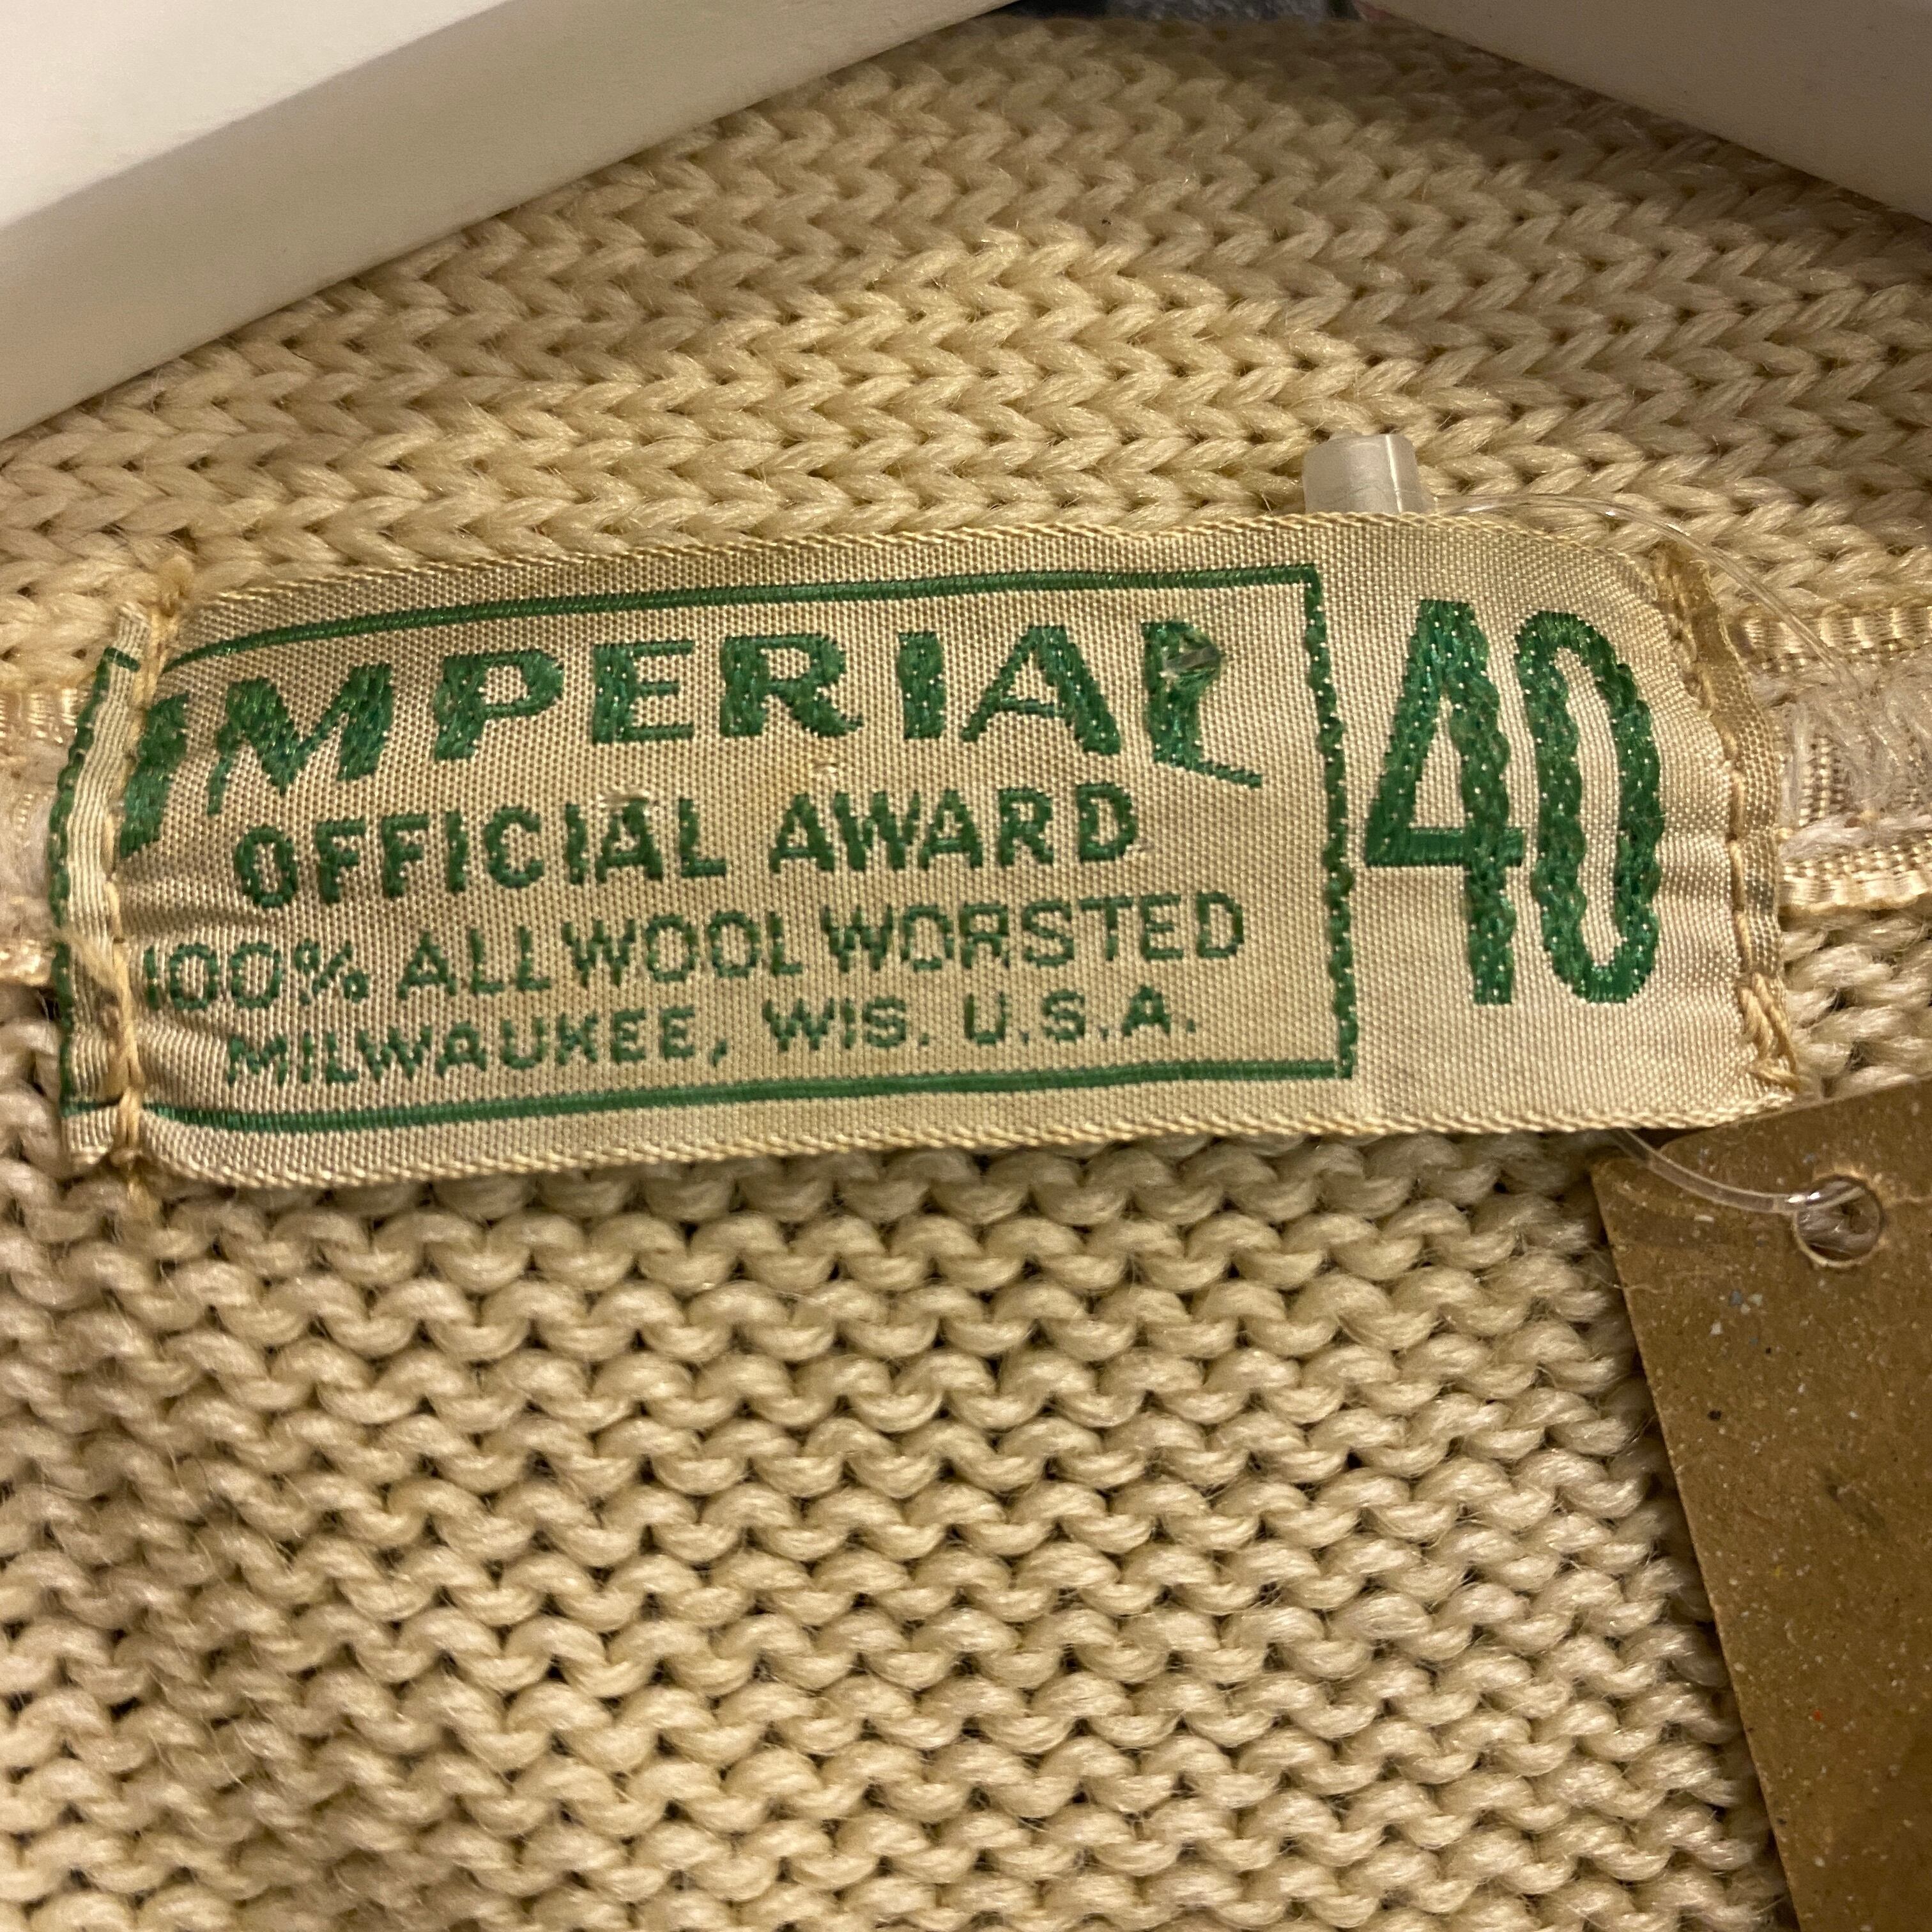 IMPERIAL
OFFICIAL AWARD
100% ALL WOOL WORSTED
MILWAUKEE, WIS. U.S.A.
40